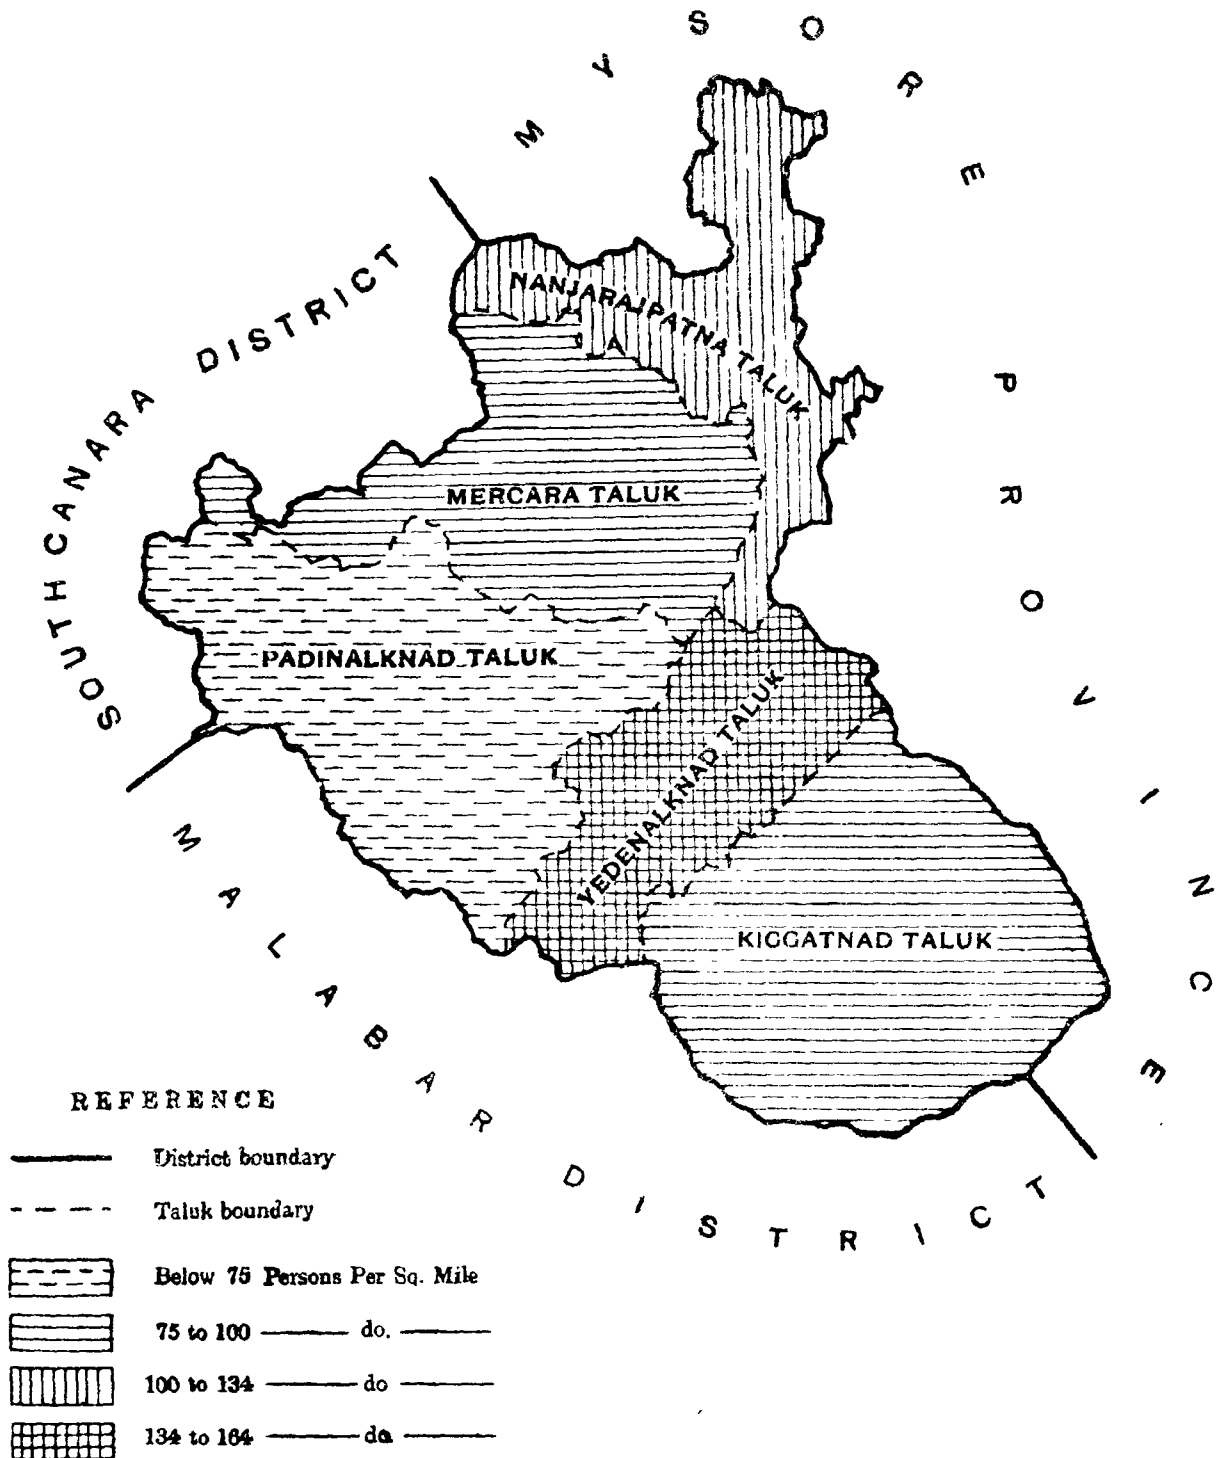 MYSORE PROVINCE
SOUTH CANARA DISTRICT
NANJARAJPATNA TALUK
MERCARA TALUK
PADINALKNAD TALUK
YEDENALKNAD TALUK
KIGGATNAD TALUK
MALABAR DISTRICT
REFERENCE
District boundary
Taluk boundary
Below 75 Persons Per Sq. Mile
75 to 100 —— do. ——
100 to 134 —— do ——
134 to 164 —— do ——